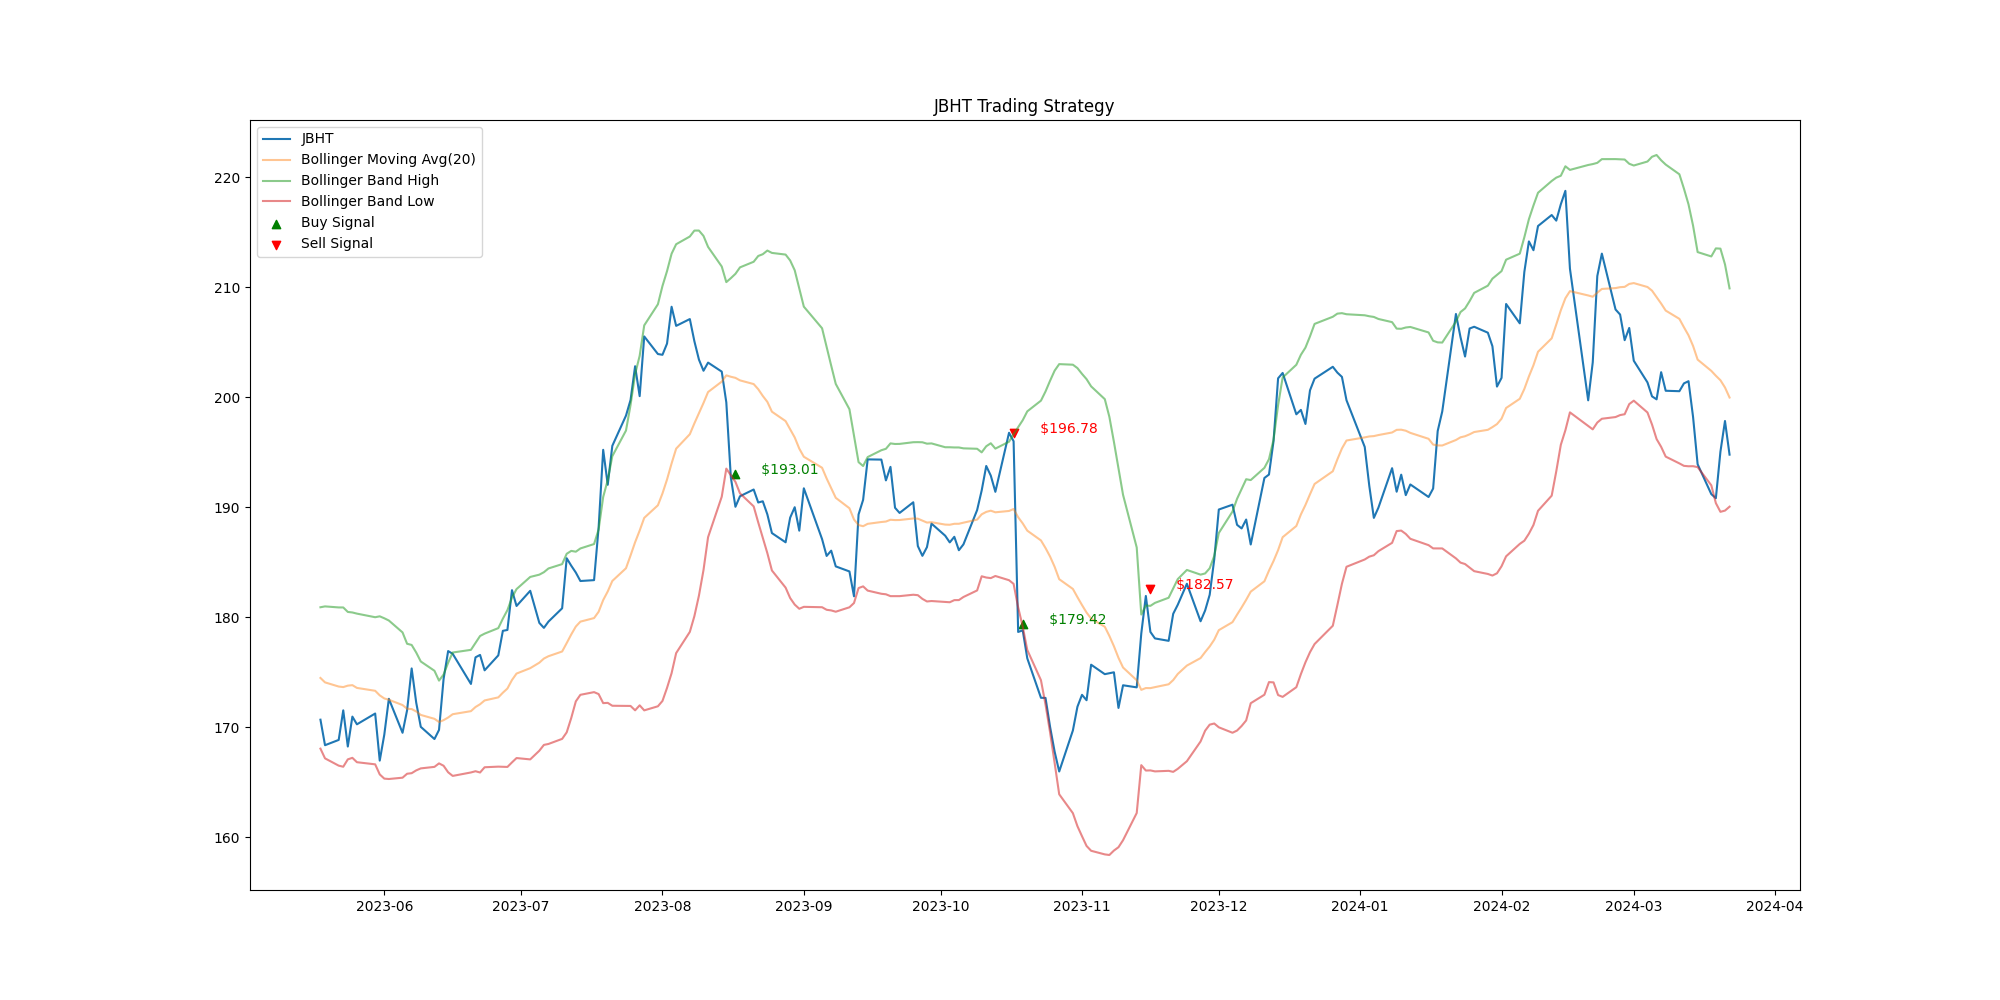 JBHT Trading Strategy
JBHT
Bollinger Moving Avg(20)
Bollinger Band High
Bollinger Band Low
Buy Signal
Sell Signal
220
210
200
190
180
170
160
$193.01
$196.78
$179.42
$182.57
2023-06 2023-07 2023-08 2023-09 2023-10 2023-11 2023-12 2024-01 2024-02 2024-03 2024-04